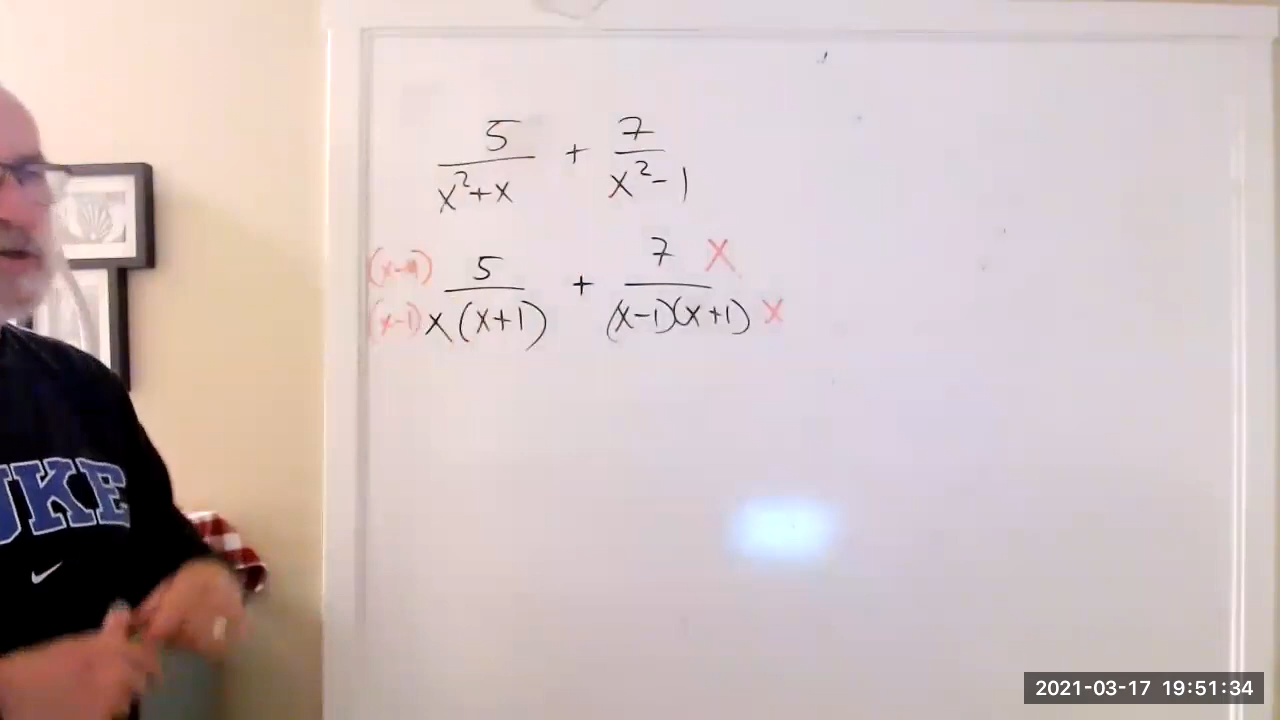 5/(x²+x) + 7/(x²-1)
(x-1) 5/(x-1) x(x+1) + 7 x/(x-1)(x+1) x
UKE
2021-03-17 19:51:34